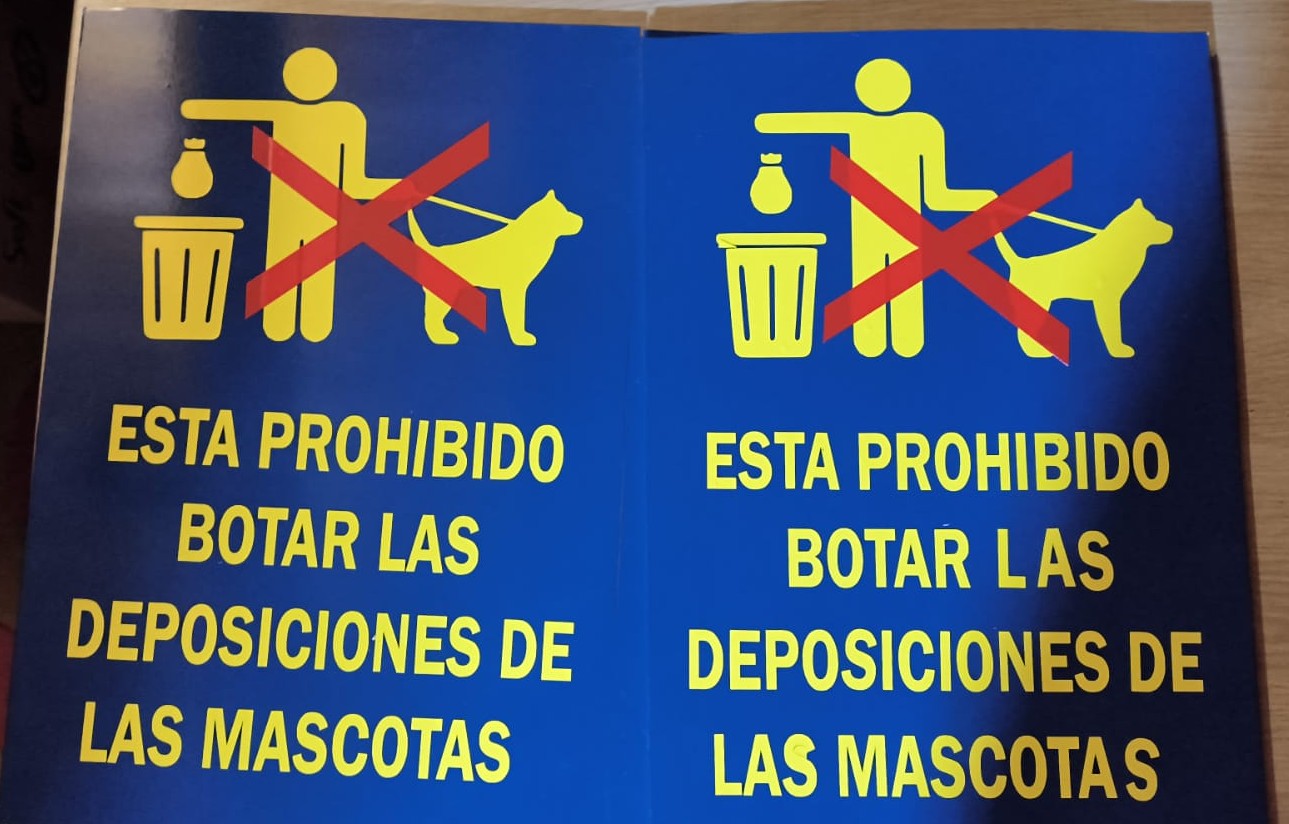 ESTA PROHIBIDO
BOTAR LAS
DEPOSICIONES DE
LAS MASCOTAS
ESTA PROHIBIDO
BOTAR LAS
DEPOSICIONES DE
LAS MASCOTAS